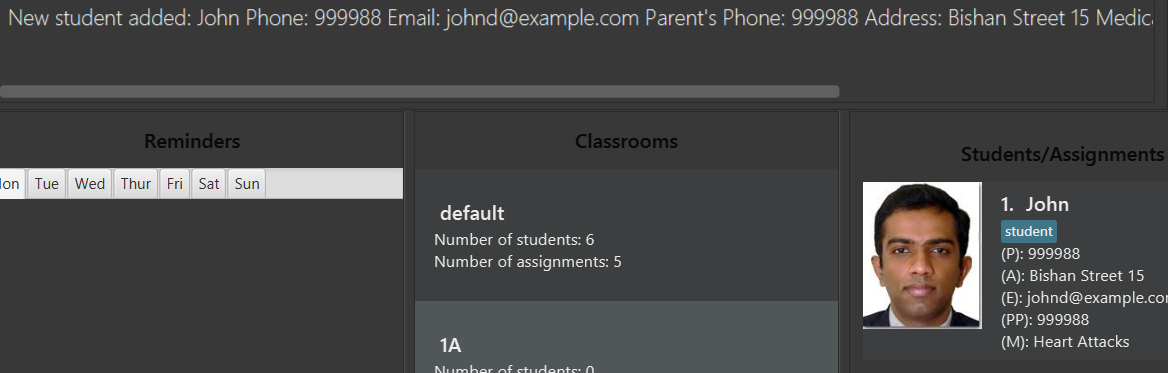 New student added: John Phone: 999988 Email: johnd@example.com Parent's Phone: 999988 Address: Bishan Street 15
Reminders
Tue Wed Thur Fri Sat Sun
Classrooms
default
Number of students: 6
Number of assignments: 5
1A
Number of students: 0
Students/Assignments
1. John
student
(P): 999988
(A): Bishan Street 15
(E): johnd@example.co
(PP): 999988
(M): Heart Attacks